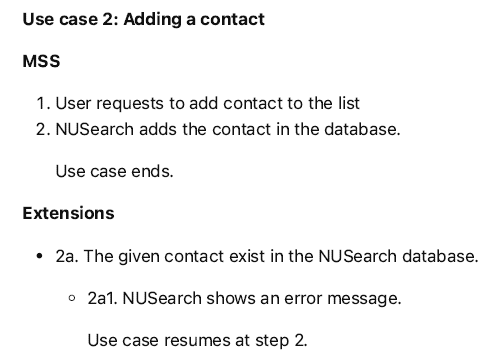 Use case 2: Adding a contact
MSS
1. User requests to add contact to the list
2. NUSearch adds the contact in the database.
Use case ends.
Extensions
• 2a. The given contact exist in the NUSearch database.
◦ 2a1. NUSearch shows an error message.
Use case resumes at step 2.